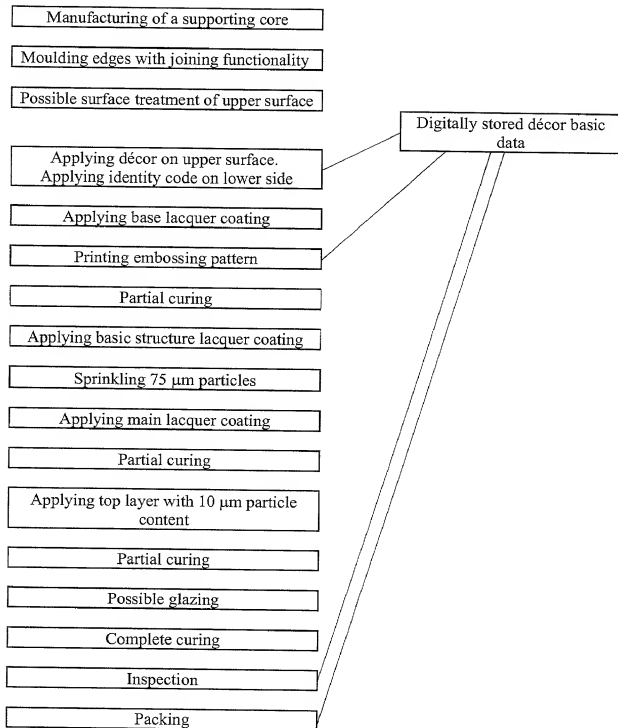 Manufacturing of a supporting core
Moulding edges with joining functionality
Possible surface treatment of upper surface
Digitally stored décor basic
data
Applying décor on upper surface.
Applying identity code on lower side
Applying base lacquer coating
Printing embossing pattern
Partial curing
Applying basic structure lacquer coating
Sprinkling 75 μm particles
Applying main lacquer coating
Partial curing
Applying top layer with 10 μm particle
content
Partial curing
Possible glazing
Complete curing
Inspection
Packing